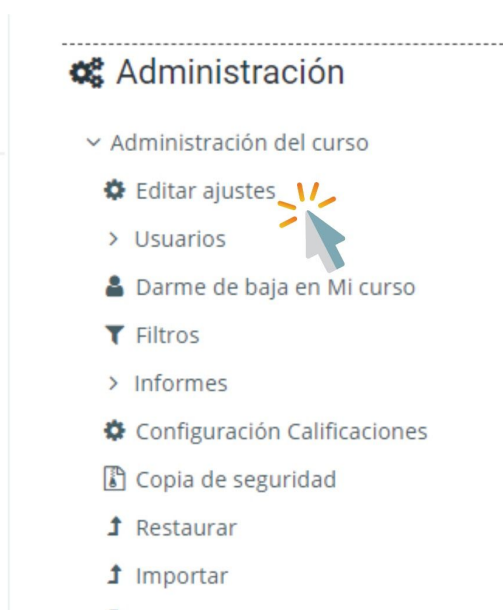 Administración
Administración del curso
Editar ajustes
Usuarios
Darme de baja en Mi curso
Filtros
Informes
Configuración Calificaciones
Copia de seguridad
Restaurar
Importar